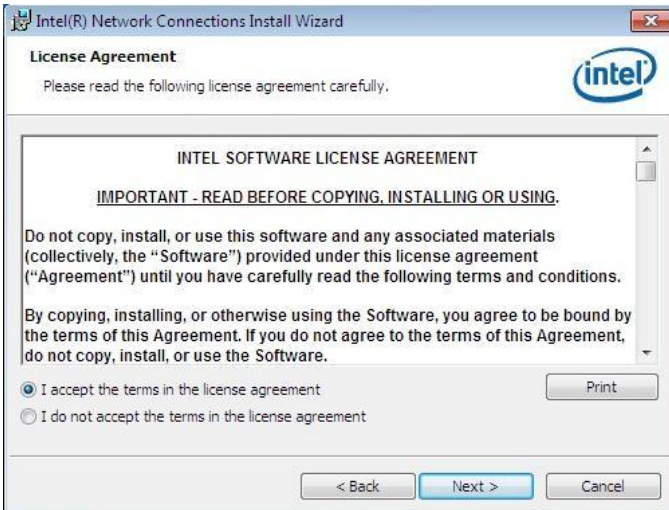 Intel(R) Network Connections Install Wizard
License Agreement
Please read the following license agreement carefully.
intel
INTEL SOFTWARE LICENSE AGREEMENT
IMPORTANT - READ BEFORE COPYING, INSTALLING OR USING.
Do not copy, install, or use this software and any associated materials
(collectively, the “Software”) provided under this license agreement
(“Agreement”) until you have carefully read the following terms and conditions.
By copying, installing, or otherwise using the Software, you agree to be bound by
the terms of this Agreement. If you do not agree to the terms of this Agreement,
do not copy, install, or use the Software.
I accept the terms in the license agreement
Print
I do not accept the terms in the license agreement
< Back
Next >
Cancel